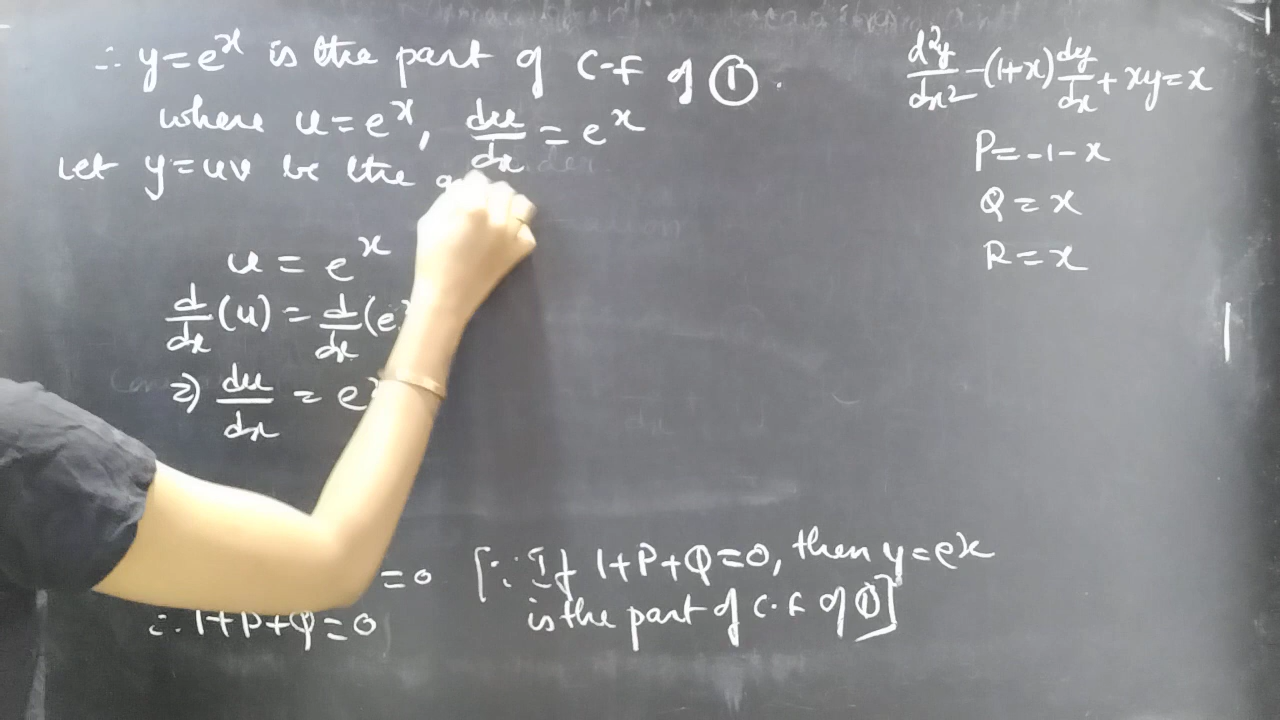 ∴ y=eˣ is the part of C.F of ①.
where u=eˣ, du/dx = eˣ
Let y=uv be the
u = eˣ
d/dx (u) = d/dx (e
⇒ du/dx = e
=0 [∵ If 1+P+Q=0, then y=eˣ
is the part of C.F of ①]
∴ 1+P+Q=0
d²y/dx² -(1+x) dy/dx + xy=x
P=-1-x
Q=x
R=x